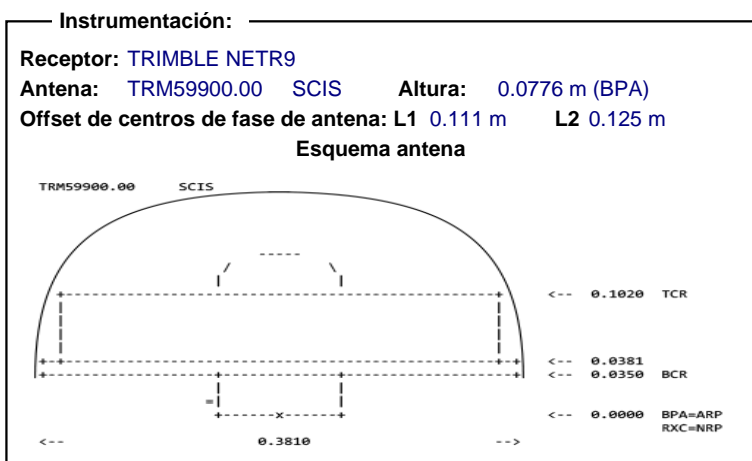 Instrumentación:
Receptor: TRIMBLE NETR9
Antena: TRM59900.00 SCIS Altura: 0.0776 m (BPA)
Offset de centros de fase de antena: L1 0.111 m L2 0.125 m
Esquema antena
TRM59900.00 SCIS
<-- 0.1020 TCR
<-- 0.0381
<-- 0.0350 BCR
<-- 0.0000 BPA=ARP
RXC=NRP
<-- 0.3810 -->